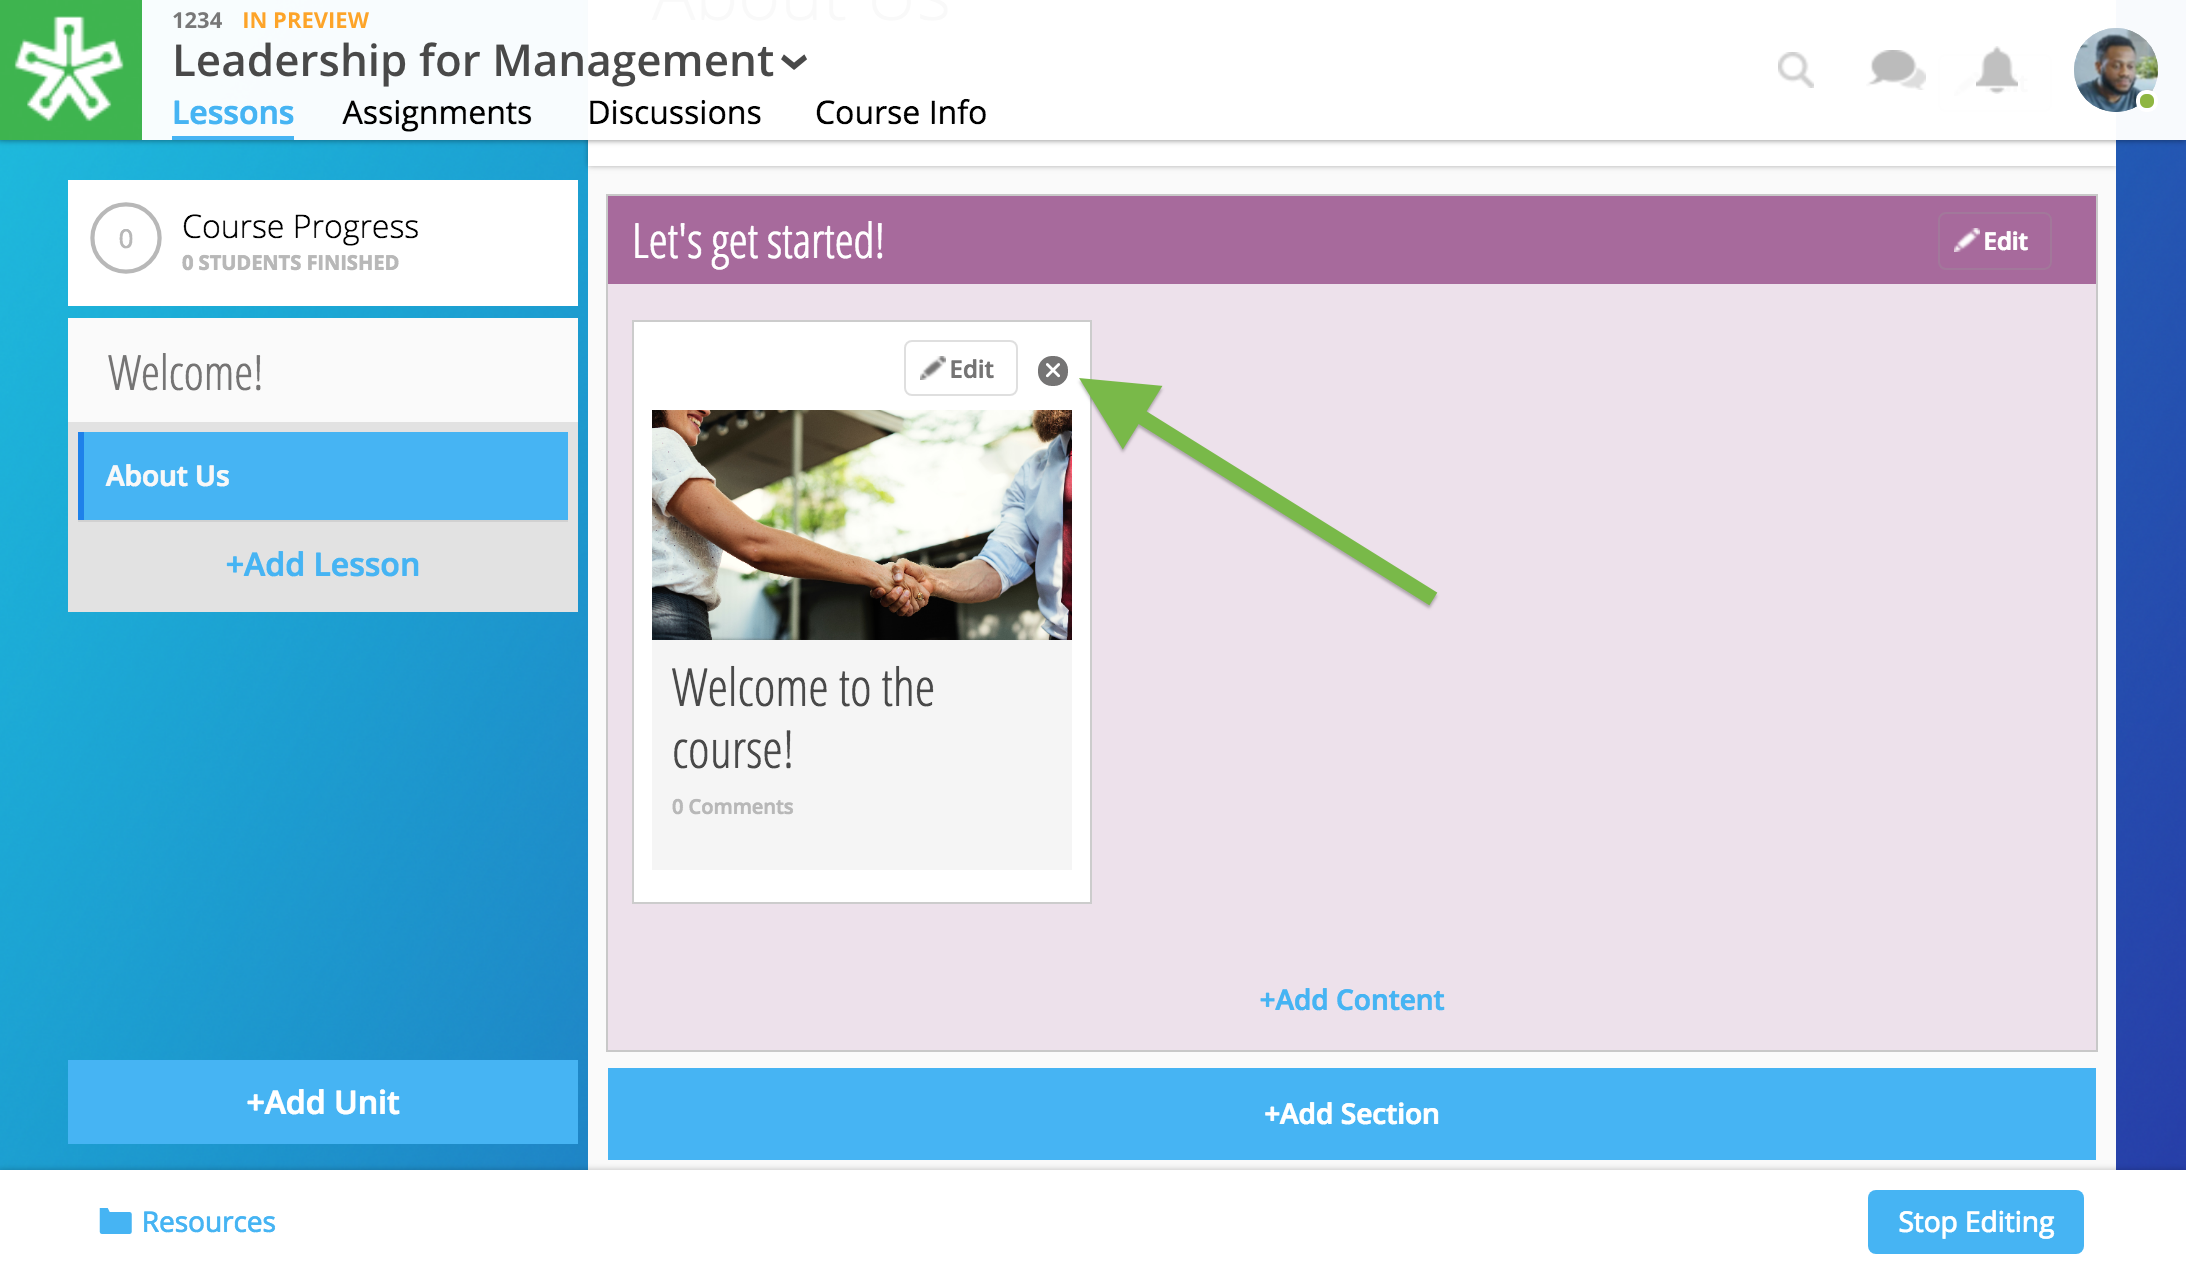 About Us
1234 IN PREVIEW
Leadership for Management
Lessons Assignments Discussions Course Info
0
Course Progress
0 STUDENTS FINISHED
Welcome!
About Us
+Add Lesson
+Add Unit
Let's get started!
Edit
Edit
Welcome to the
course!
0 Comments
+Add Content
+Add Section
Resources
Stop Editing